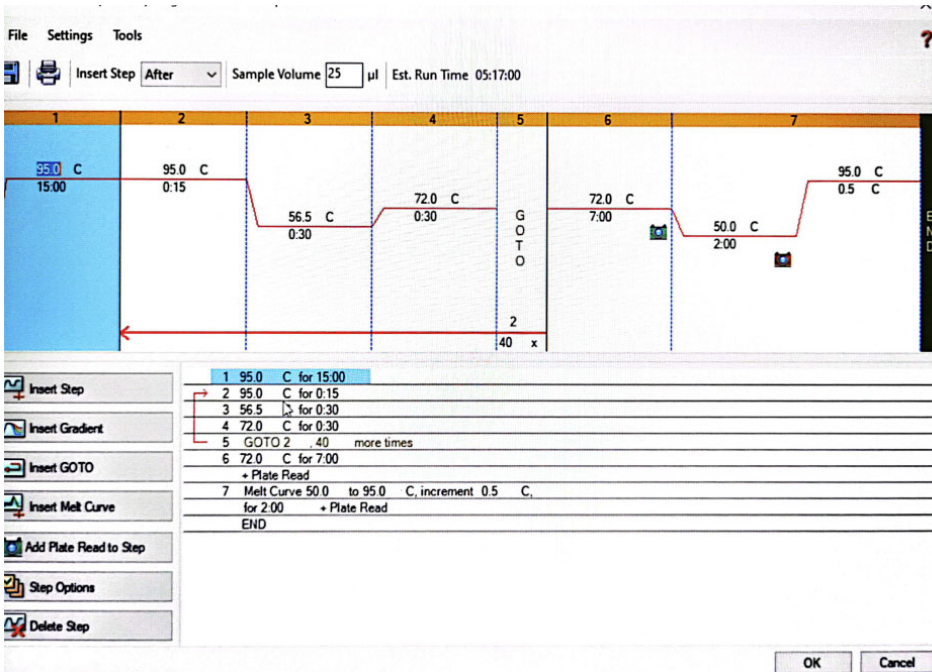 File Settings Tools
?
Insert Step After Sample Volume 25 µl Est. Run Time 05:17:00
1 2 3 4 5 6 7
95.0 C
15:00
95.0 C
0:15
56.5 C
0:30
72.0 C
0:30
G
O
T
O
2
40 x
72.0 C
7:00
50.0 C
2:00
95.0 C
0.5 C
E
N
D
Insert Step
Insert Gradient
Insert GOTO
Insert Melt Curve
Add Plate Read to Step
Step Options
Delete Step
1 95.0 C for 15:00
2 95.0 C for 0:15
3 56.5 C for 0:30
4 72.0 C for 0:30
5 GOTO 2 , 40 more times
6 72.0 C for 7:00
+ Plate Read
7 Melt Curve 50.0 to 95.0 C, increment 0.5 C,
for 2:00 + Plate Read
END
OK Cancel